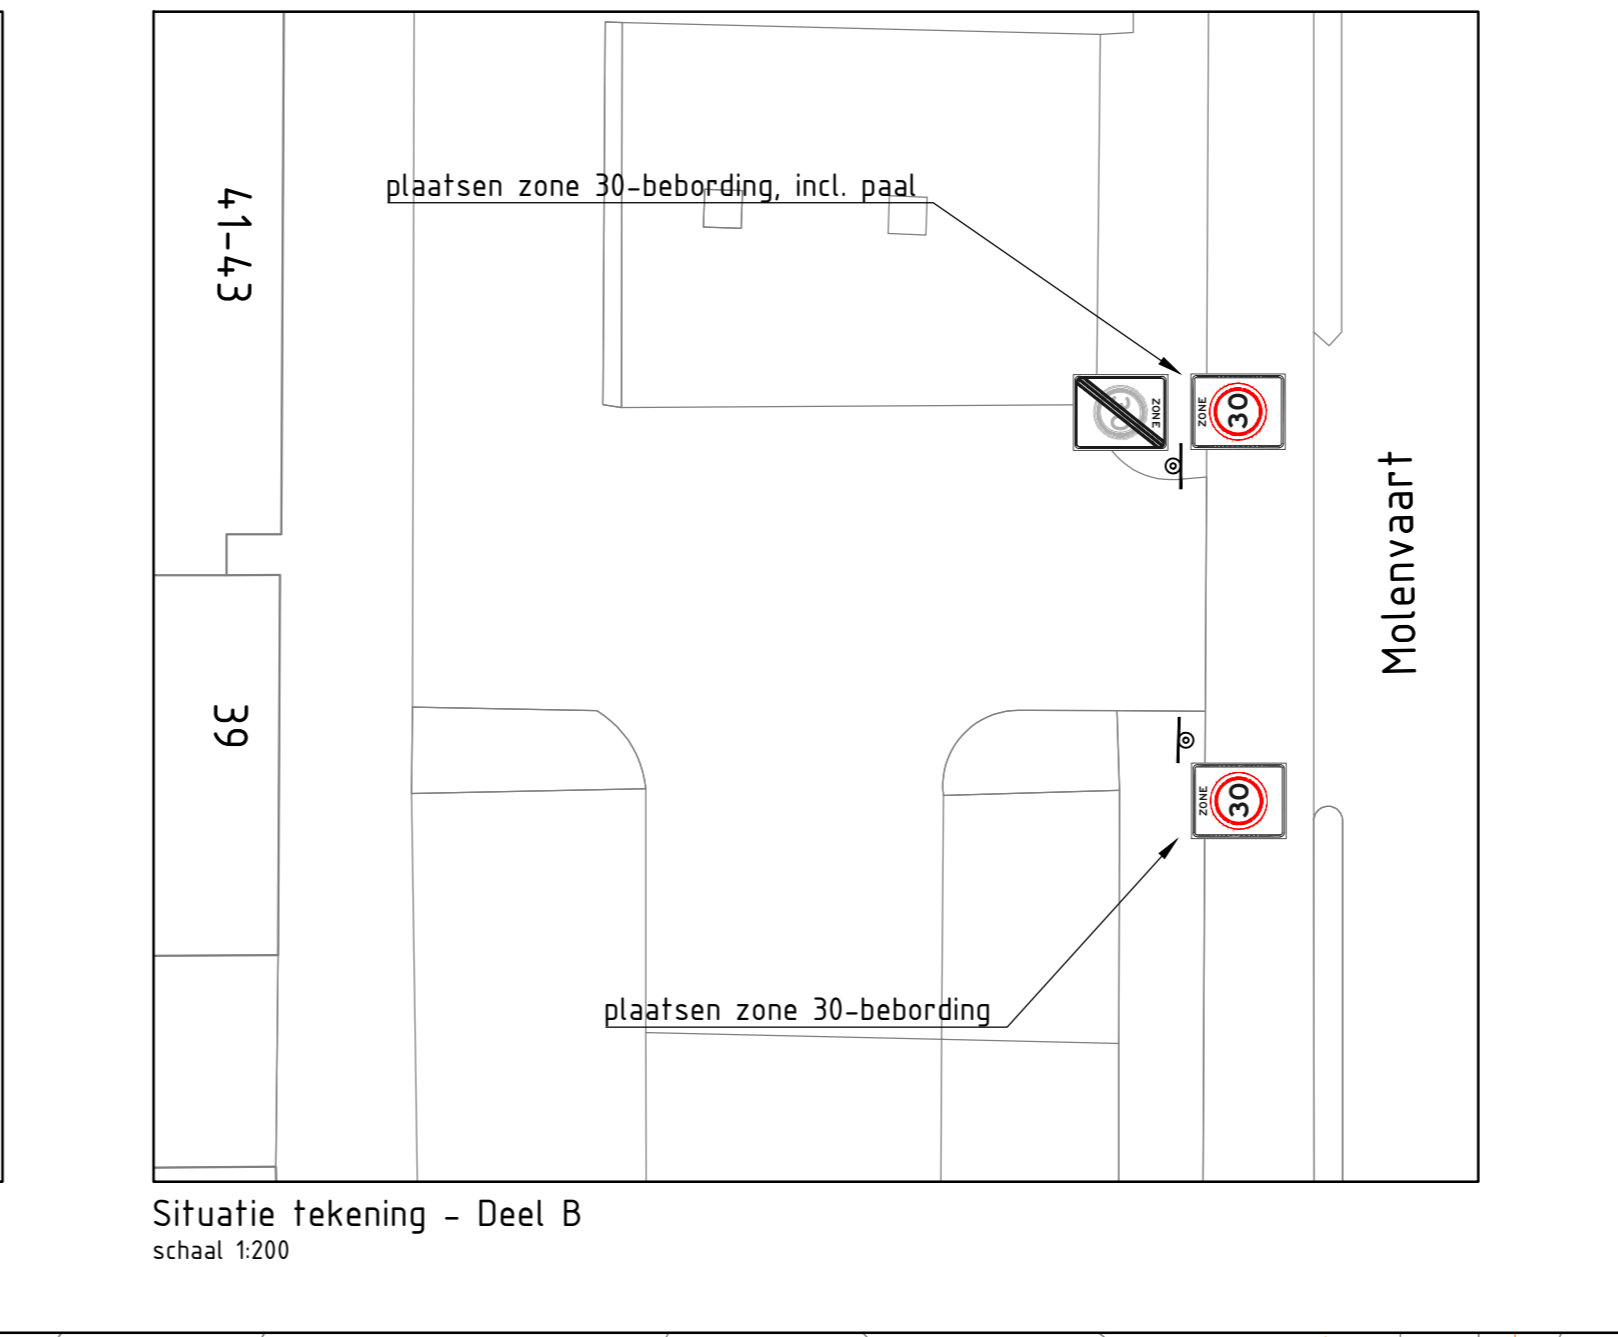 41-43
plaatsen zone 30-bebording, incl. paal
30 ZONE
ZONE 30
Molenvaart
39
ZONE 30
plaatsen zone 30-bebording
Situatie tekening - Deel B
schaal 1:200